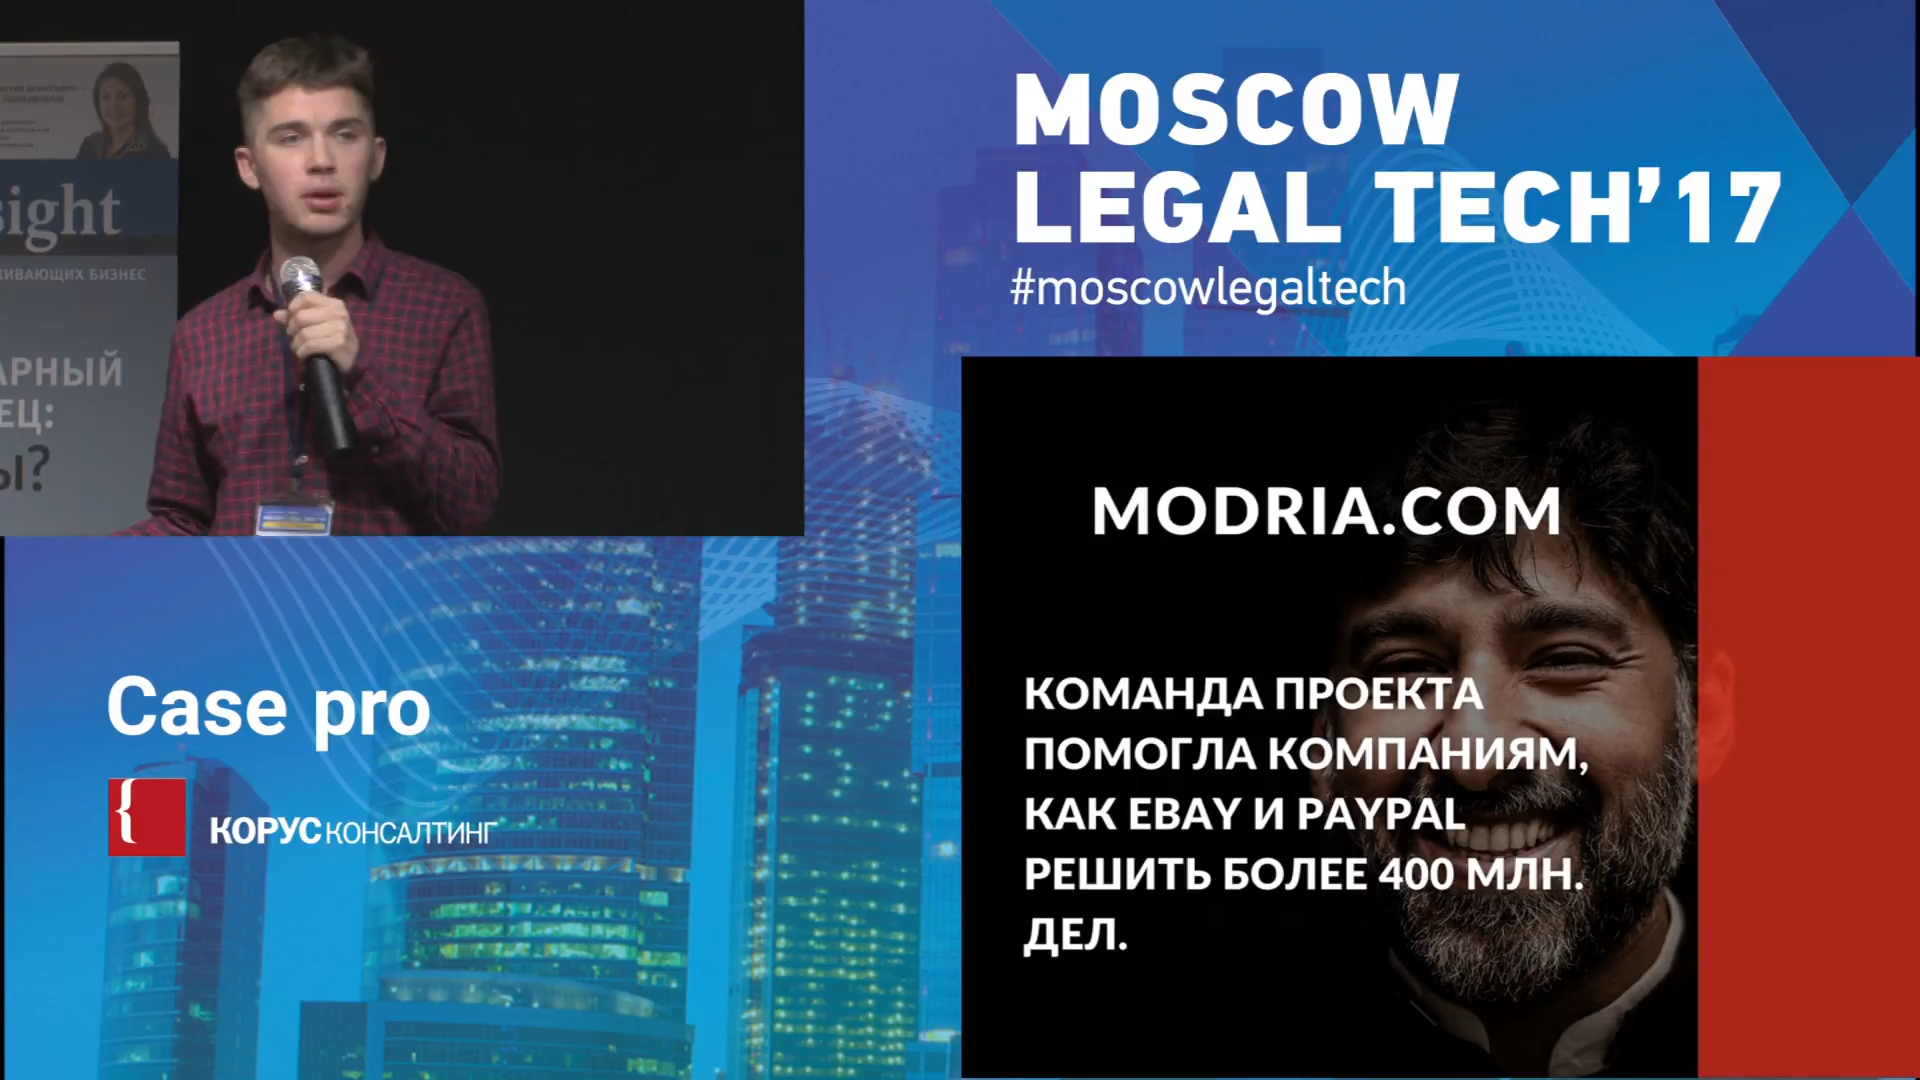 sight
ЖИВАЮЩИХ БИЗНЕС
АРНЫЙ
ЕЦ:
Ы?
MOSCOW
LEGAL TECH’17
#moscowlegaltech
MODRIA.COM
КОМАНДА ПРОЕКТА
ПОМОГЛА КОМПАНИЯМ,
КАК EBAY И PAYPAL
РЕШИТЬ БОЛЕЕ 400 МЛН.
ДЕЛ.
Case pro
{
КОРУС КОНСАЛТИНГ